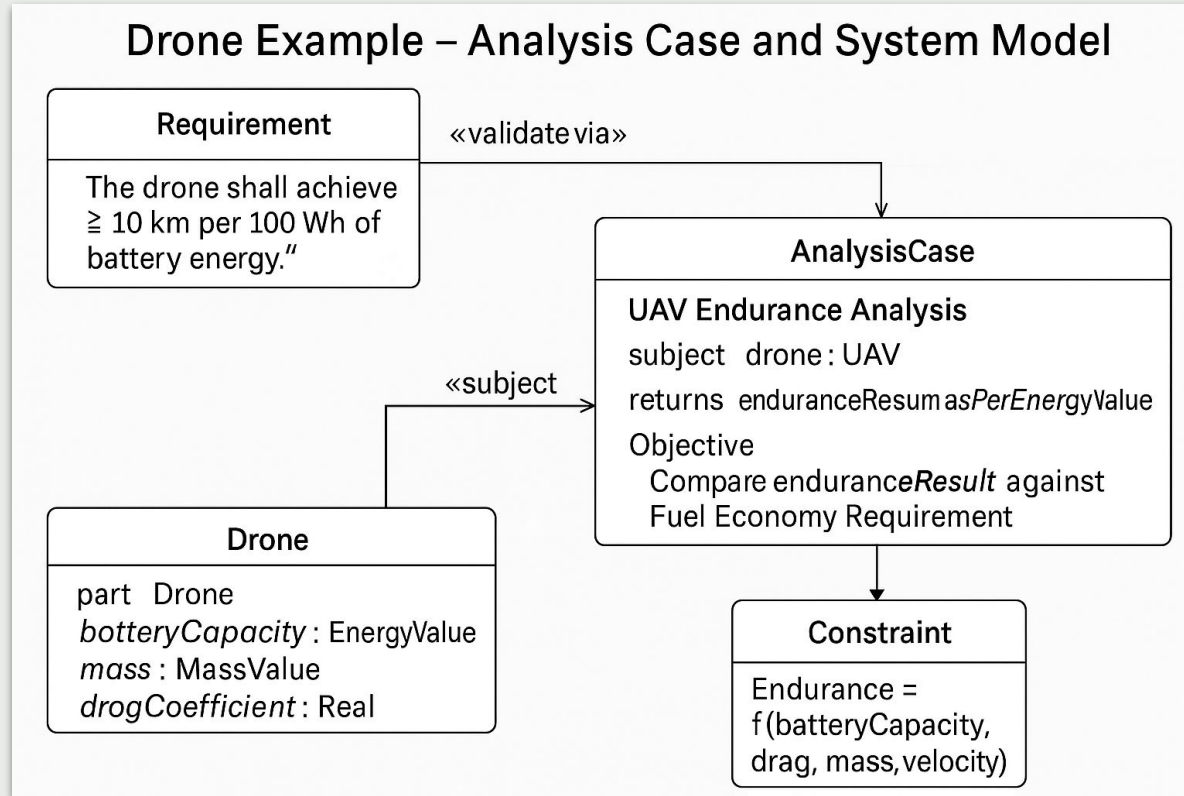 Drone Example – Analysis Case and System Model
Requirement
The drone shall achieve
≧ 10 km per 100 Wh of
battery energy.“
«validate via»
AnalysisCase
UAV Endurance Analysis
subject drone : UAV
returns enduranceResum asPerEnergyValue
Objective
Compare enduranceResult against
Fuel Economy Requirement
«subject
Drone
part Drone
botteryCapacity : EnergyValue
mass : MassValue
drogCoefficient : Real
Constraint
Endurance =
f(batteryCapacity,
drag, mass, velocity)